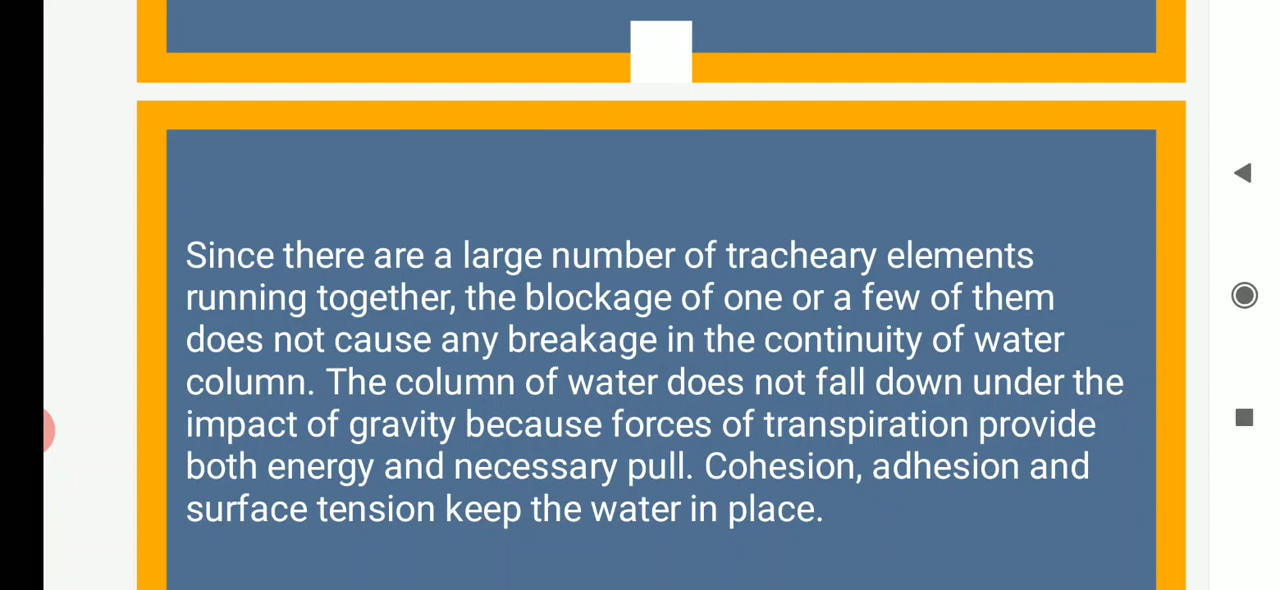 Since there are a large number of tracheary elements
running together, the blockage of one or a few of them
does not cause any breakage in the continuity of water
column. The column of water does not fall down under the
impact of gravity because forces of transpiration provide
both energy and necessary pull. Cohesion, adhesion and
surface tension keep the water in place.